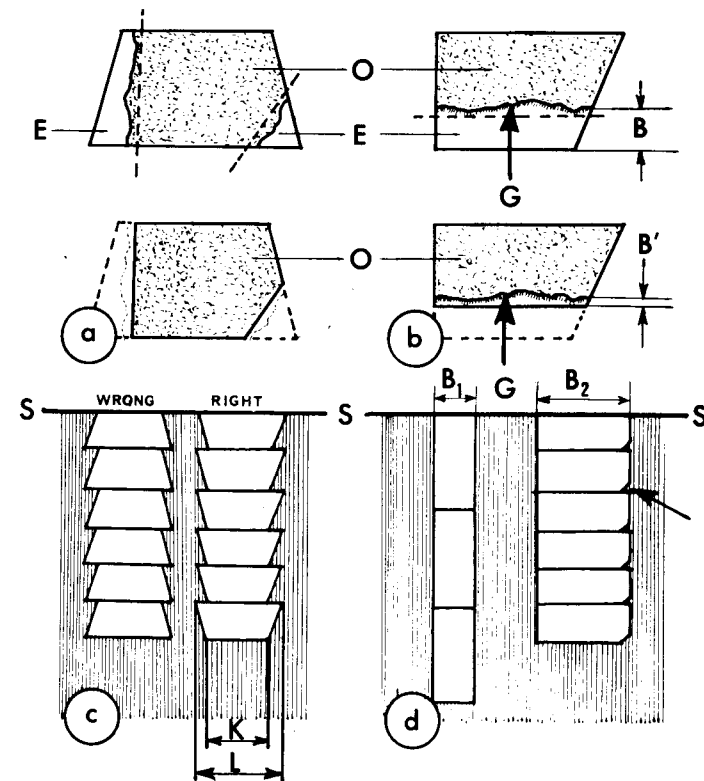 O
E E B
G
B'
O
a b
B₁ G B₂
S WRONG RIGHT S S
c K d
L